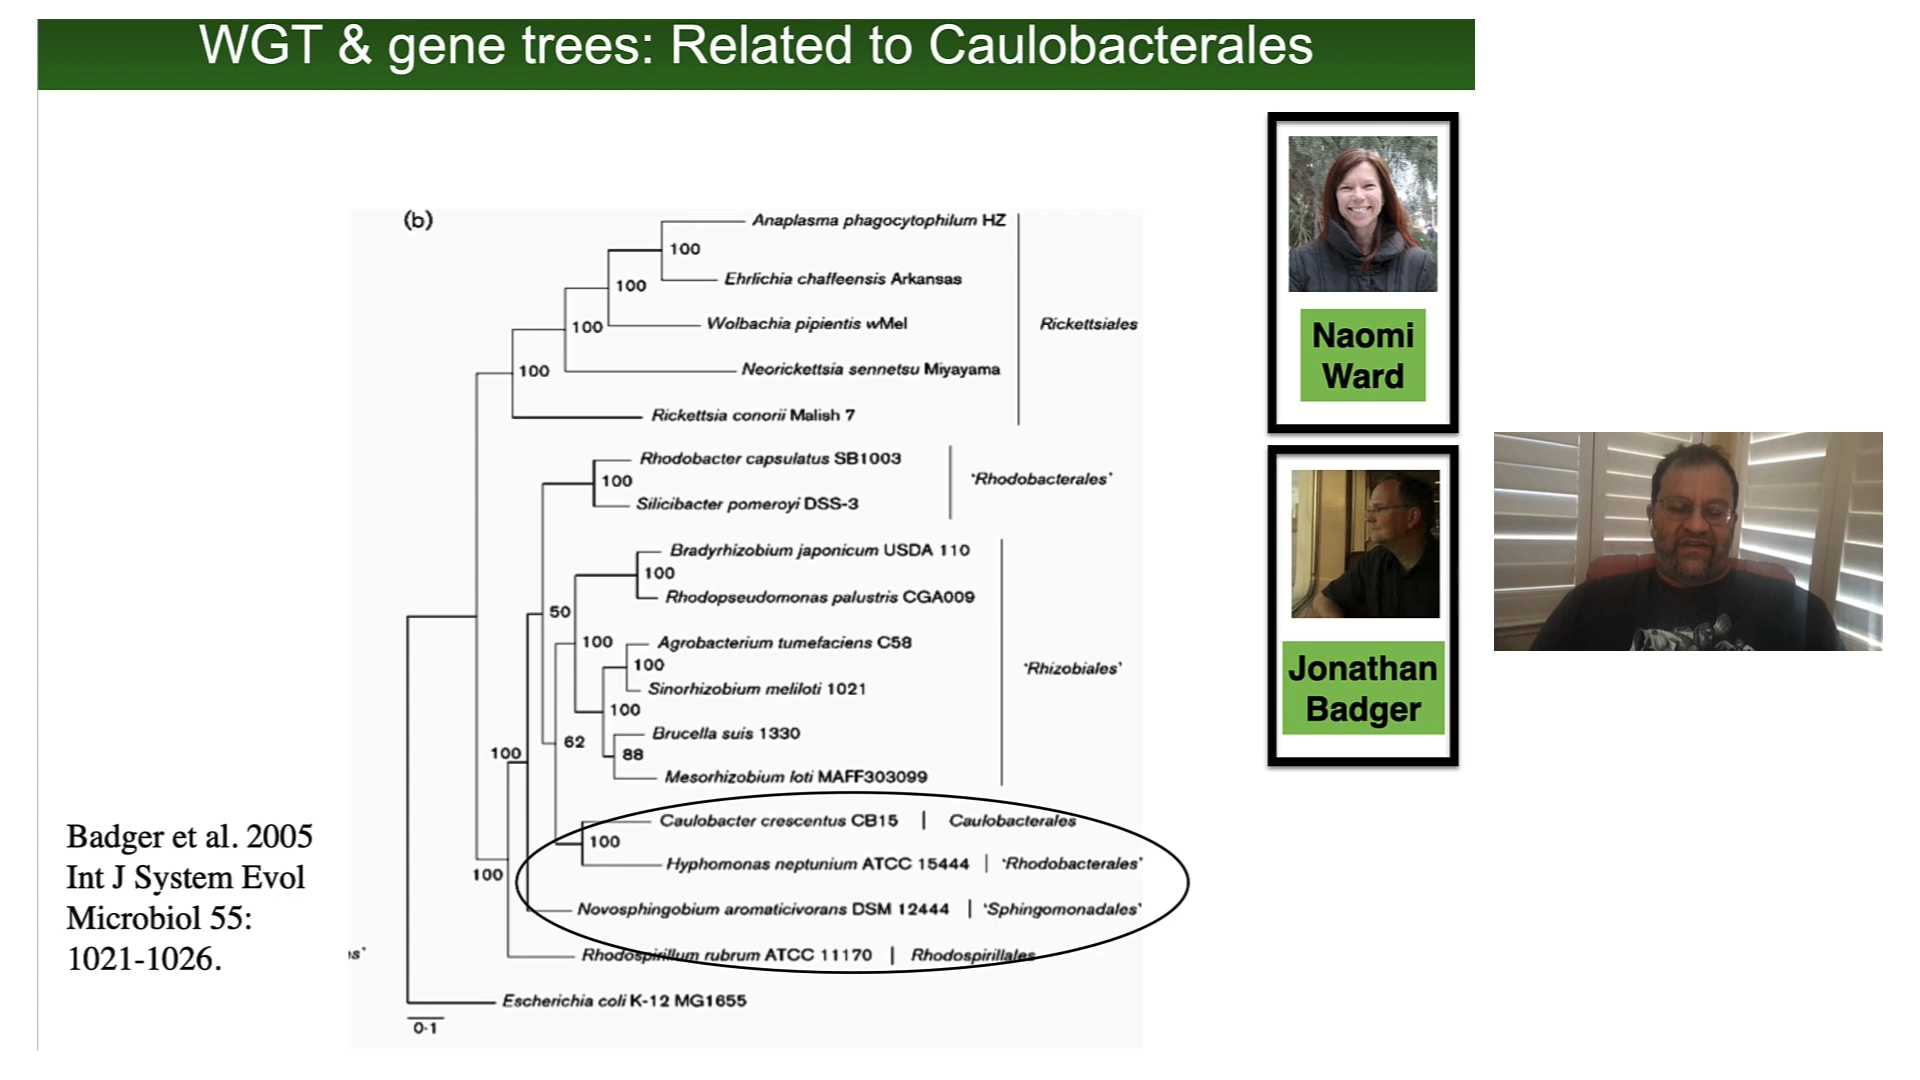 WGT & gene trees: Related to Caulobacterales
(b)
Anaplasma phagocytophilum HZ
100
Ehrlichia chaffeensis Arkansas
100
Wolbachia pipientis wMel
Rickettsiales
100
Neorickettsia sennetsu Miyayama
100
Rickettsia conorii Malish 7
Rhodobacter capsulatus SB1003
100
'Rhodobacterales'
Silicibacter pomeroyi DSS-3
Bradyrhizobium japonicum USDA 110
100
Rhodopseudomonas palustris CGA009
50
100
Agrobacterium tumefaciens C58
100
'Rhizobiales'
Sinorhizobium meliloti 1021
100
Brucella suis 1330
62
88
100
Mesorhizobium loti MAFF303099
Caulobacter crescentus CB15 | Caulobacterales
100
Hyphomonas neptunium ATCC 15444 | 'Rhodobacterales'
100
Novosphingobium aromaticivorans DSM 12444 | 'Sphingomonadales'
Rhodospirillum rubrum ATCC 11170 | Rhodospirillales
es'
Escherichia coli K-12 MG1655
0·1
Badger et al. 2005
Int J System Evol
Microbiol 55:
1021-1026.
Naomi
Ward
Jonathan
Badger